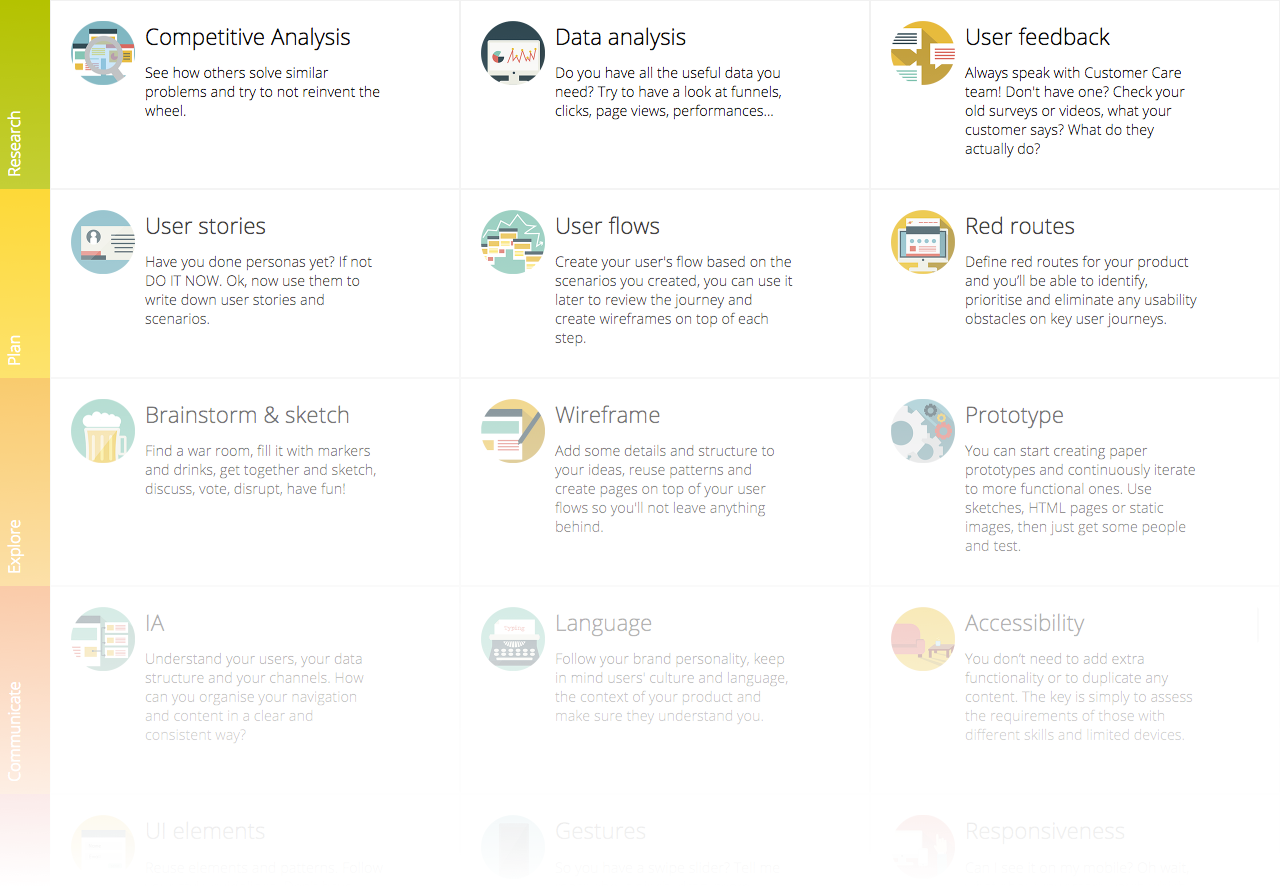 Research
Competitive Analysis
See how others solve similar
problems and try to not reinvent the
wheel.
Data analysis
Do you have all the useful data you
need? Try to have a look at funnels,
clicks, page views, performances...
User feedback
Always speak with Customer Care
team! Don't have one? Check your
old surveys or videos, what your
customer says? What do they
actually do?
Plan
User stories
Have you done personas yet? If not
DO IT NOW. Ok, now use them to
write down user stories and
scenarios.
User flows
Create your user's flow based on the
scenarios you created, you can use it
later to review the journey and
create wireframes on top of each
step.
Red routes
Define red routes for your product
and you’ll be able to identify,
prioritise and eliminate any usability
obstacles on key user journeys.
Explore
Brainstorm & sketch
Find a war room, fill it with markers
and drinks, get together and sketch,
discuss, vote, disrupt, have fun!
Wireframe
Add some details and structure to
your ideas, reuse patterns and
create pages on top of your user
flows so you'll not leave anything
behind.
Prototype
You can start creating paper
prototypes and continuously iterate
to more functional ones. Use
sketches, HTML pages or static
images, then just get some people
and test.
Communicate
IA
Understand your users, your data
structure and your channels. How
can you organise your navigation
and content in a clear and
consistent way?
Typing
Language
Follow your brand personality, keep
in mind users' culture and language,
the context of your product and
make sure they understand you.
Accessibility
You don't need to add extra
functionality or to duplicate any
content. The key is simply to assess
the requirements of those with
different skills and limited devices.
UI elements
Gestures
Responsiveness